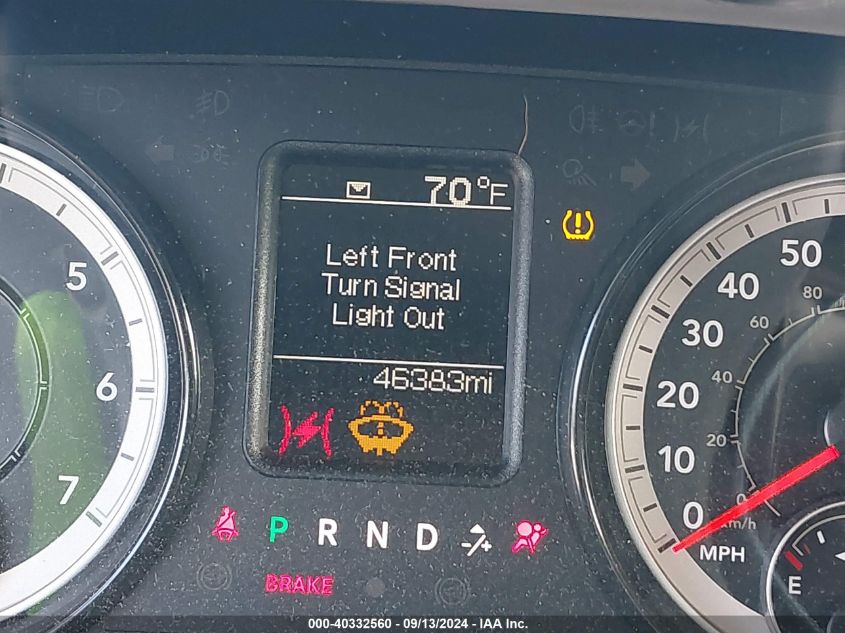 70°F
Left Front
Turn Signal
Light Out
46383mi
5
6
7
50
40
30
20
10
0
MPH
80
60
40
20
0
km/h
E
P R N D -/+
BRAKE
000-40332560 - 09/13/2024 - IAA Inc.